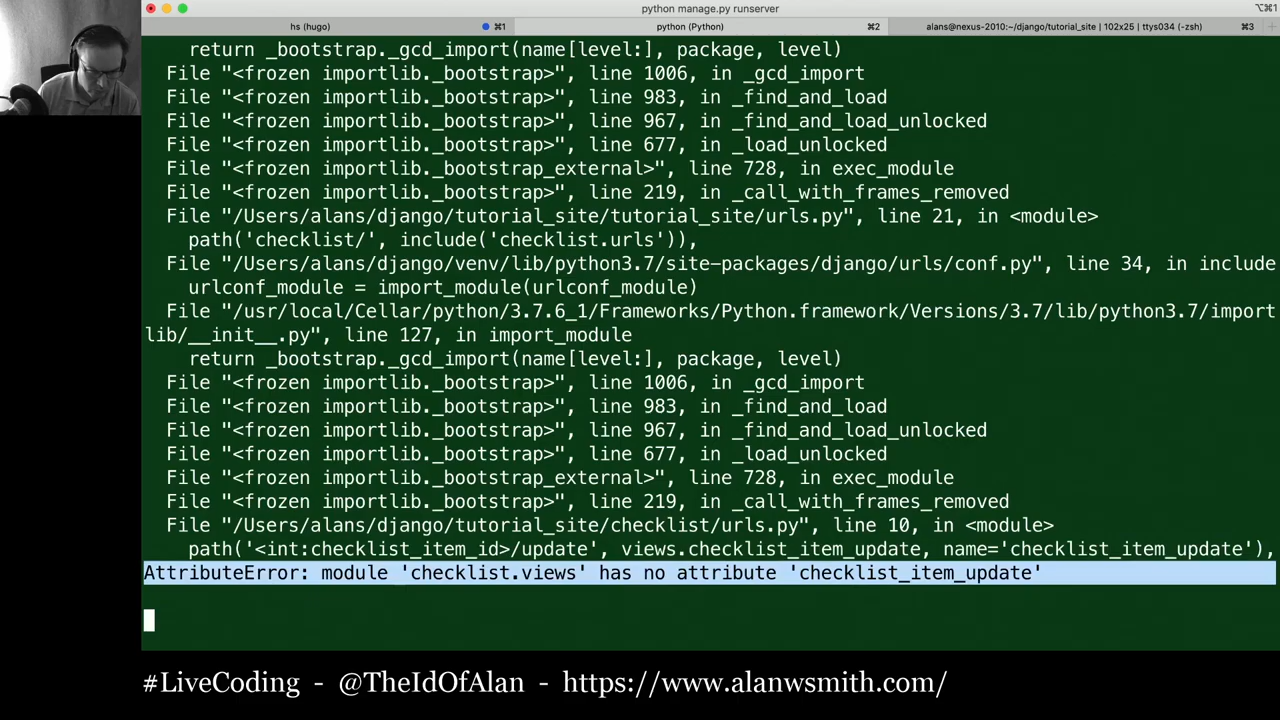 python manage.py runserver
⌥⌘1
hs (hugo)
⌘1
python (Python)
⌘2
alans@nexus-2010:~/django/tutorial_site | 102x25 | ttys034 (-zsh)
⌘3
return _bootstrap._gcd_import(name[level:], package, level)
File "<frozen importlib._bootstrap>", line 1006, in _gcd_import
File "<frozen importlib._bootstrap>", line 983, in _find_and_load
File "<frozen importlib._bootstrap>", line 967, in _find_and_load_unlocked
File "<frozen importlib._bootstrap>", line 677, in _load_unlocked
File "<frozen importlib._bootstrap_external>", line 728, in exec_module
File "<frozen importlib._bootstrap>", line 219, in _call_with_frames_removed
File "/Users/alans/django/tutorial_site/tutorial_site/urls.py", line 21, in <module>
path('checklist/', include('checklist.urls')),
File "/Users/alans/django/venv/lib/python3.7/site-packages/django/urls/conf.py", line 34, in include
urlconf_module = import_module(urlconf_module)
File "/usr/local/Cellar/python/3.7.6_1/Frameworks/Python.framework/Versions/3.7/lib/python3.7/import
lib/__init__.py", line 127, in import_module
return _bootstrap._gcd_import(name[level:], package, level)
File "<frozen importlib._bootstrap>", line 1006, in _gcd_import
File "<frozen importlib._bootstrap>", line 983, in _find_and_load
File "<frozen importlib._bootstrap>", line 967, in _find_and_load_unlocked
File "<frozen importlib._bootstrap>", line 677, in _load_unlocked
File "<frozen importlib._bootstrap_external>", line 728, in exec_module
File "<frozen importlib._bootstrap>", line 219, in _call_with_frames_removed
File "/Users/alans/django/tutorial_site/checklist/urls.py", line 10, in <module>
path('<int:checklist_item_id>/update', views.checklist_item_update, name='checklist_item_update'),
AttributeError: module 'checklist.views' has no attribute 'checklist_item_update'
#LiveCoding - @TheIdOfAlan - https://www.alanwsmith.com/